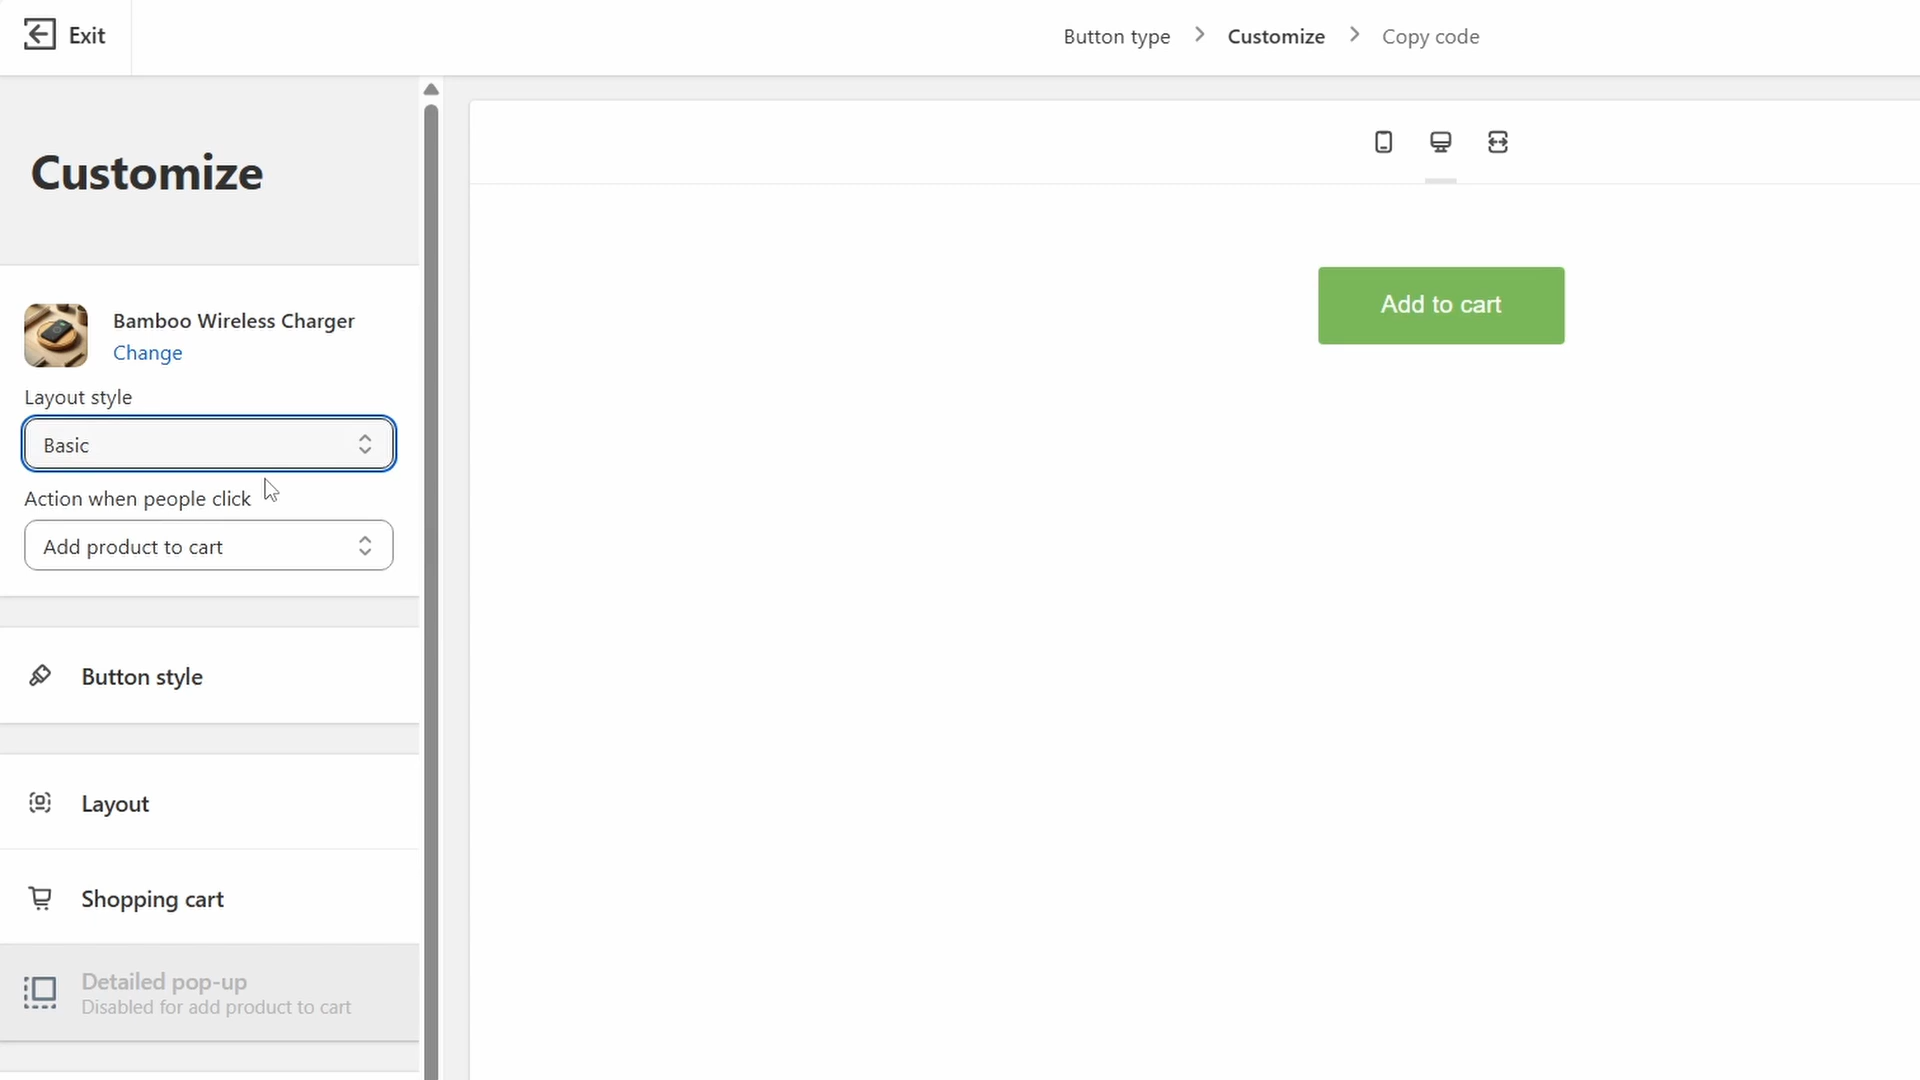 Exit
Button type
Customize
Copy code
Customize
Bamboo Wireless Charger
Change
Layout style
Basic
Action when people click
Add product to cart
Button style
Layout
Shopping cart
Detailed pop-up
Disabled for add product to cart
Add to cart